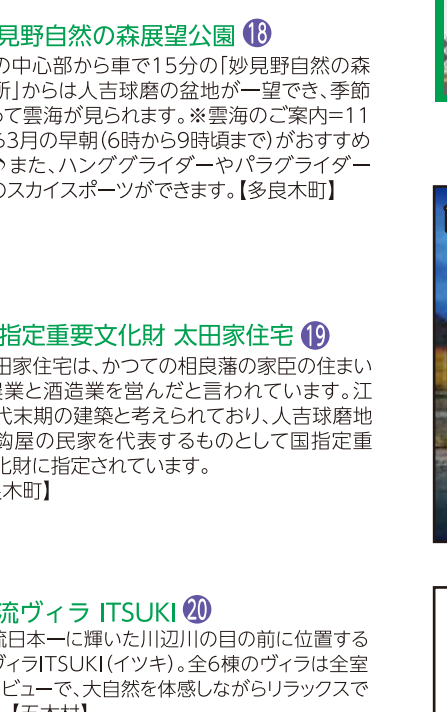 見野自然の森展望公園 ⑱
の中心部から車で15分の「妙見野自然の森
所」からは人吉球磨の盆地が一望でき、季節
って雲海が見られます。※雲海のご案内=11
ら3月の早朝(6時から9時頃まで)がおすすめ
♪また、ハンググライダーやパラグライダー
のスカイスポーツができます。【多良木町】
指定重要文化財 太田家住宅 ⑲
田家住宅は、かつての相良藩の家臣の住まい
農業と酒造業を営んだと言われています。江
代末期の建築と考えられており、人吉球磨地
鈎屋の民家を代表するものとして国指定重
化財に指定されています。
良木町】
流ヴィラ ITSUKI ⑳
流日本一に輝いた川辺川の目の前に位置する
ヴィラITSUKI(イツキ)。全6棟のヴィラは全室
ビューで、大自然を体感しながらリラックスで
【五木村】